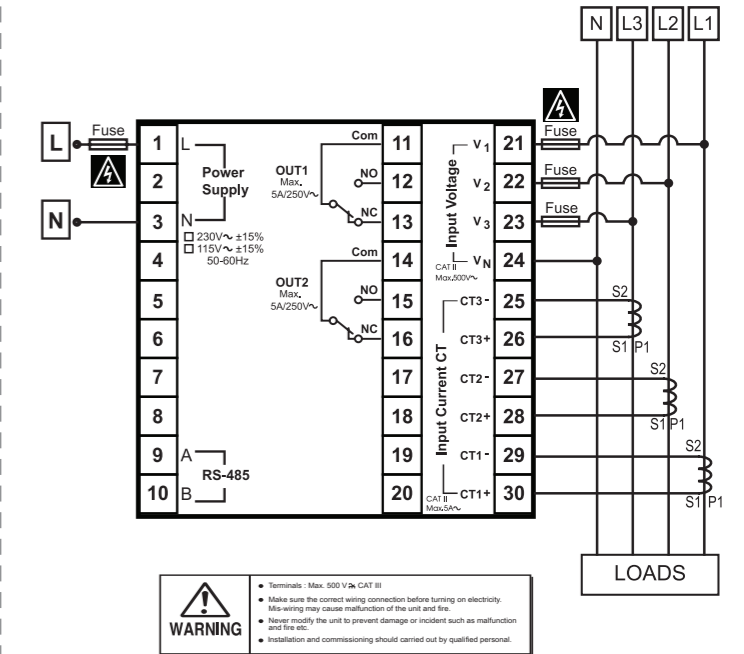 N L3 L2 L1
L Fuse
N
1 L
2
3 N
4
5
6
7
8
9 A
10 B
Power
Supply
230V~ ±15%
115V~ ±15%
50-60Hz
RS-485
OUT1
Max.
5A/250V~
Com 11
NO 12
NC 13
OUT2
Max.
5A/250V~
Com 14
NO 15
NC 16
17
18
19
20
Input Voltage
CAT II
Max.500V~
V1 21 Fuse
V2 22 Fuse
V3 23 Fuse
VN 24
Input Current CT
CAT II
Max.5A~
CT3- 25 S2
CT3+ 26 S1 P1
CT2- 27 S2
CT2+ 28 S1 P1
CT1- 29 S2
CT1+ 30 S1 P1
LOADS
WARNING
• Terminals : Max. 500 V≂ CAT III
• Make sure the correct wiring connection before turning on electricity.
Mis-wiring may cause malfunction of the unit and fire.
• Never modify the unit to prevent damage or incident such as malfunction
and fire etc.
• Installation and commissioning should carried out by qualified personal.